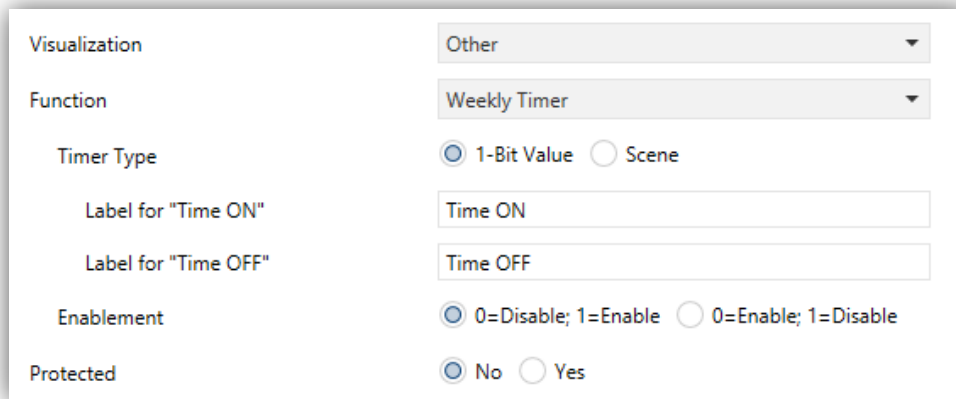 Visualization Other
Function Weekly Timer
Timer Type 1-Bit Value Scene
Label for "Time ON" Time ON
Label for "Time OFF" Time OFF
Enablement 0=Disable; 1=Enable 0=Enable; 1=Disable
Protected No Yes